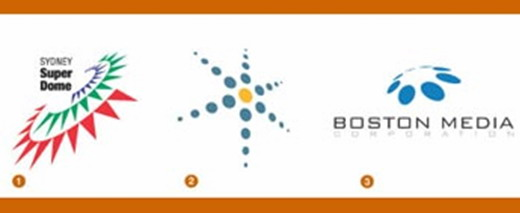 SYDNEY
Super
Dome
BOSTON MEDIA
CORPORATION
1
2
3